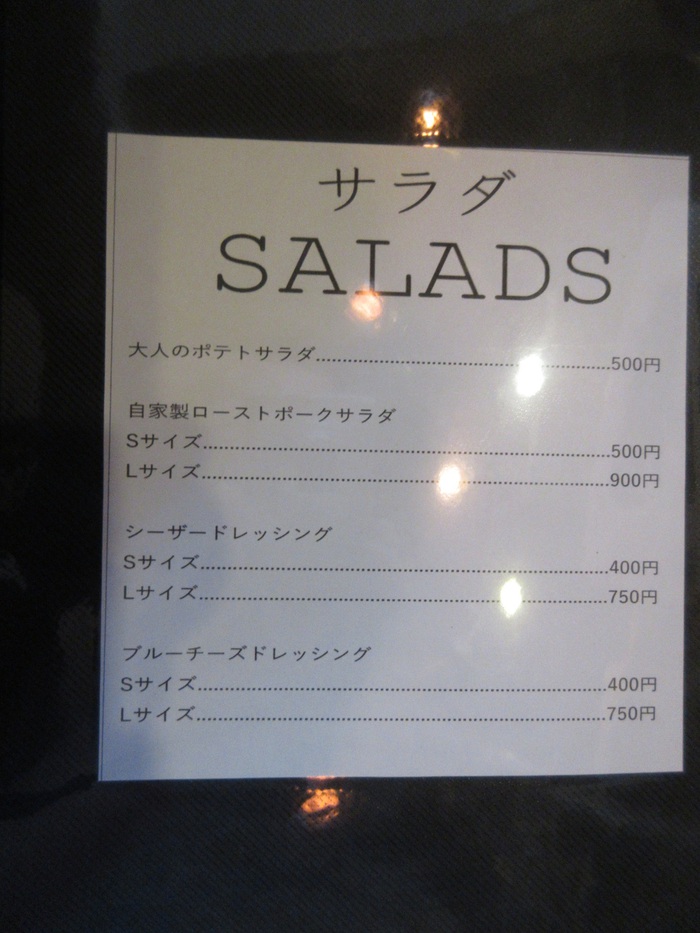 サラダ
SALADS
大人のポテトサラダ..............................500円
自家製ローストポークサラダ
Sサイズ..............................500円
Lサイズ..............................900円
シーザードレッシング
Sサイズ..............................400円
Lサイズ..............................750円
ブルーチーズドレッシング
Sサイズ..............................400円
Lサイズ..............................750円